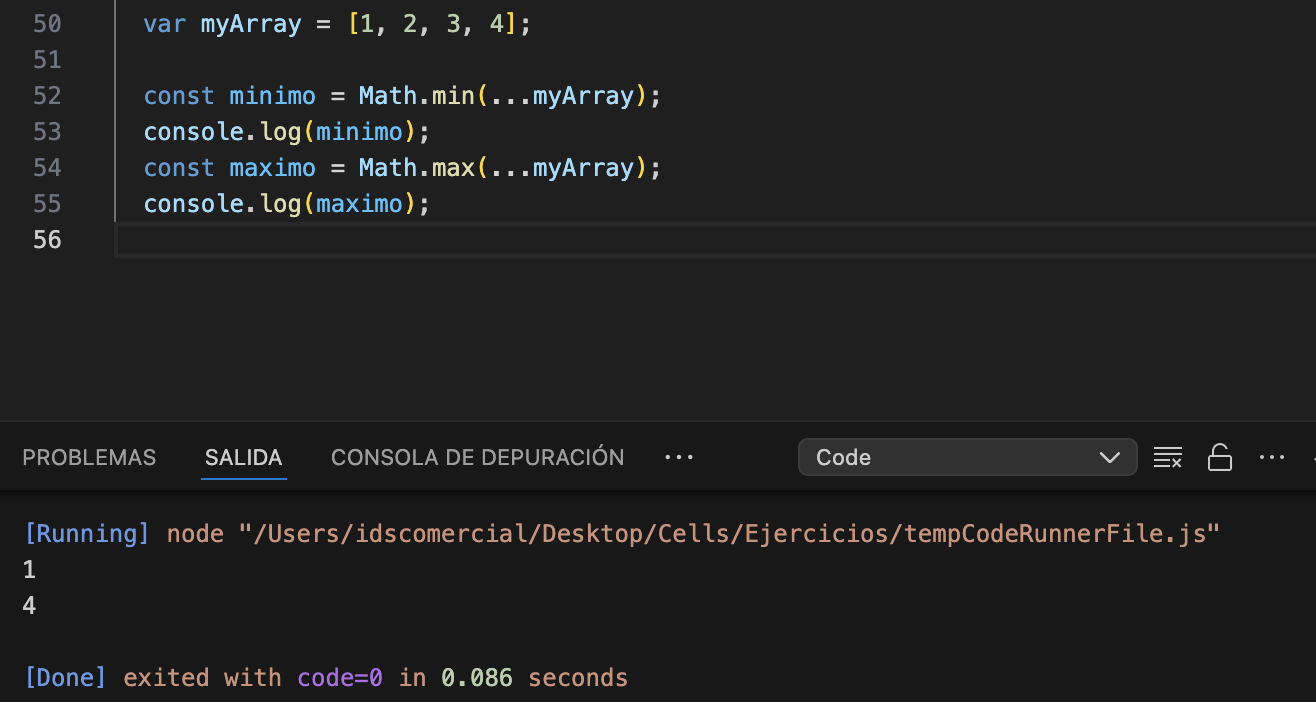 50 var myArray = [1, 2, 3, 4];
51
52 const minimo = Math.min(...myArray);
53 console.log(minimo);
54 const maximo = Math.max(...myArray);
55 console.log(maximo);
56
PROBLEMAS SALIDA CONSOLA DE DEPURACIÓN ··· Code ···
[Running] node "/Users/idscomercial/Desktop/Cells/Ejercicios/tempCodeRunnerFile.js"
1
4
[Done] exited with code=0 in 0.086 seconds